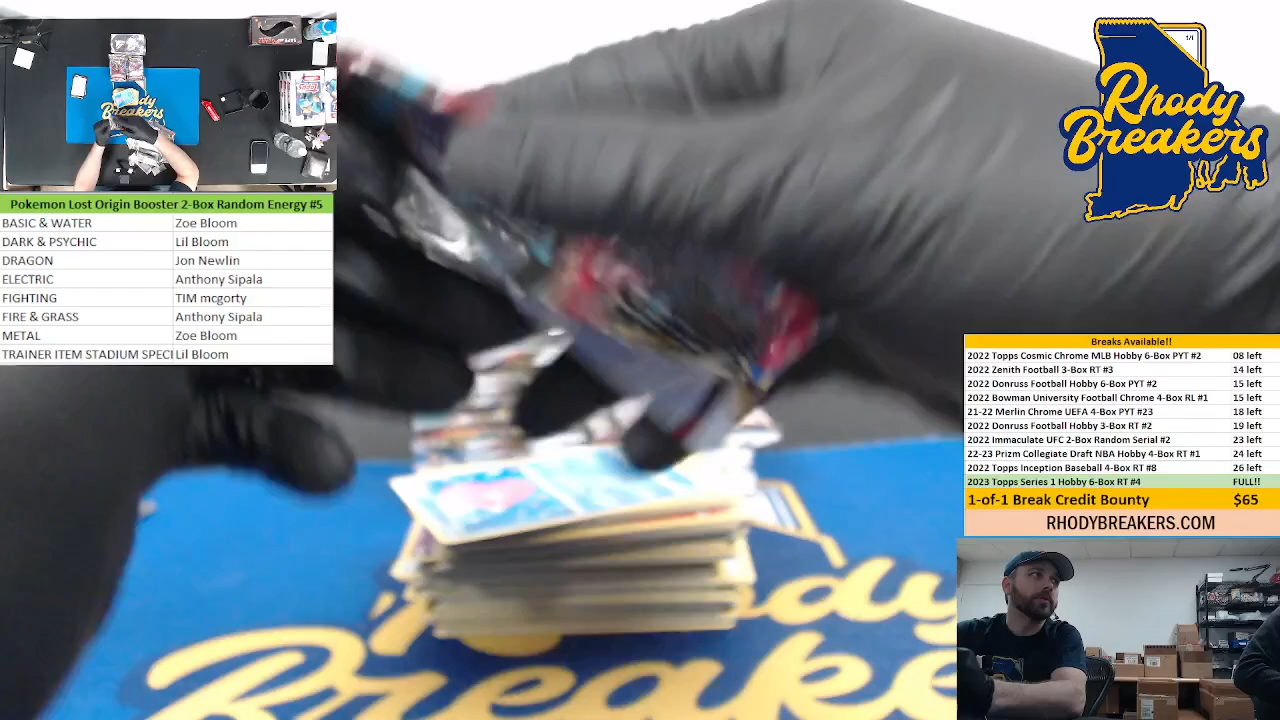 Pokemon Lost Origin Booster 2-Box Random Energy #5
BASIC & WATER Zoe Bloom
DARK & PSYCHIC Lil Bloom
DRAGON Jon Newlin
ELECTRIC Anthony Sipala
FIGHTING TIM mcgorty
FIRE & GRASS Anthony Sipala
METAL Zoe Bloom
TRAINER ITEM STADIUM SPECI Lil Bloom
1/1
Rhody
Breakers
Breaks Available!!
2022 Topps Cosmic Chrome MLB Hobby 6-Box PYT #2 08 left
2022 Zenith Football 3-Box RT #3 14 left
2022 Donruss Football Hobby 6-Box PYT #2 15 left
2022 Bowman University Football Chrome 4-Box RL #1 15 left
21-22 Merlin Chrome UEFA 4-Box PYT #23 18 left
2022 Donruss Football Hobby 3-Box RT #2 19 left
2022 Immaculate UFC 2-Box Random Serial #2 23 left
22-23 Prizm Collegiate Draft NBA Hobby 4-Box RT #1 24 left
2022 Topps Inception Baseball 4-Box RT #8 26 left
2023 Topps Series 1 Hobby 6-Box RT #4 FULL!!
1-of-1 Break Credit Bounty $65
RHODYBREAKERS.COM
Breakers